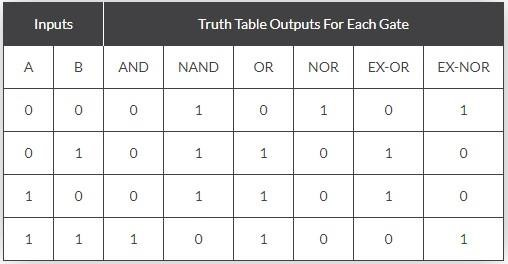 Inputs Truth Table Outputs For Each Gate
A B AND NAND OR NOR EX-OR EX-NOR
0 0 0 1 0 1 0 1
0 1 0 1 1 0 1 0
1 0 0 1 1 0 1 0
1 1 1 0 1 0 0 1